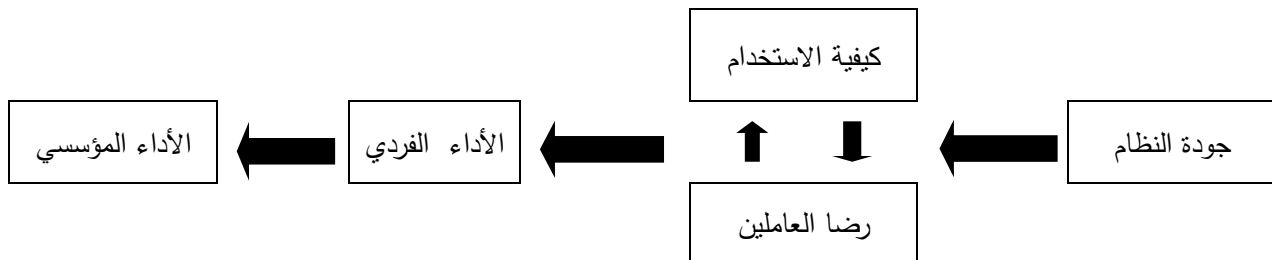 كيفية الاستخدام
جودة النظام
الأداء الفردي
الأداء المؤسسي
رضا العاملين